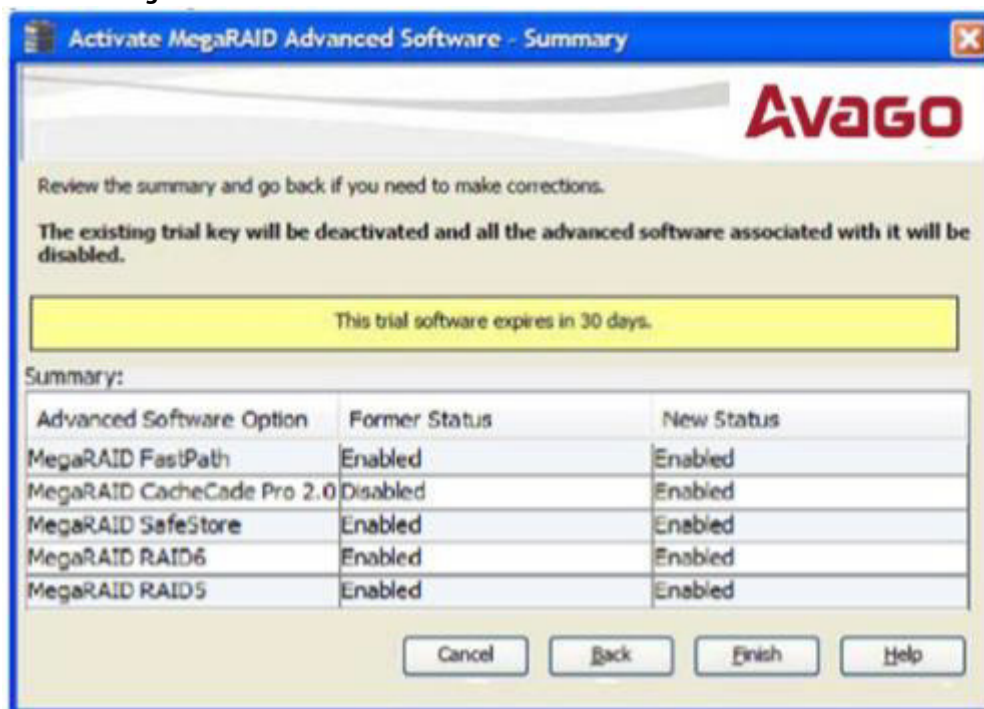 Activate MegaRAID Advanced Software - Summary
Avago
Review the summary and go back if you need to make corrections.
The existing trial key will be deactivated and all the advanced software associated with it will be
disabled.
This trial software expires in 30 days.
Summary:
Advanced Software Option Former Status New Status
MegaRAID FastPath Enabled Enabled
MegaRAID CacheCade Pro 2.0 Disabled Enabled
MegaRAID SafeStore Enabled Enabled
MegaRAID RAID6 Enabled Enabled
MegaRAID RAID5 Enabled Enabled
Cancel Back Finish Help